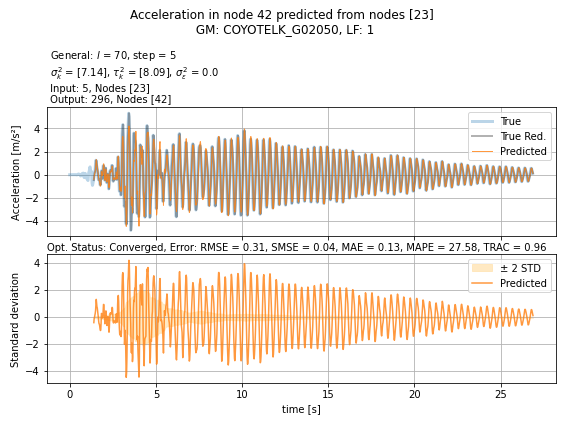 Acceleration in node 42 predicted from nodes [23]
GM: COYOTELK_G02050, LF: 1
General: l = 70, step = 5
σ²ₖ = [7.14], τ²ₖ = [8.09], σ²ε = 0.0
Input: 5, Nodes [23]
Output: 296, Nodes [42]
Acceleration [m/s²]
4
2
0
−2
−4
True
True Red.
Predicted
Opt. Status: Converged, Error: RMSE = 0.31, SMSE = 0.04, MAE = 0.13, MAPE = 27.58, TRAC = 0.96
Standard deviation
4
2
0
−2
−4
± 2 STD
Predicted
0
5
10
15
20
25
time [s]